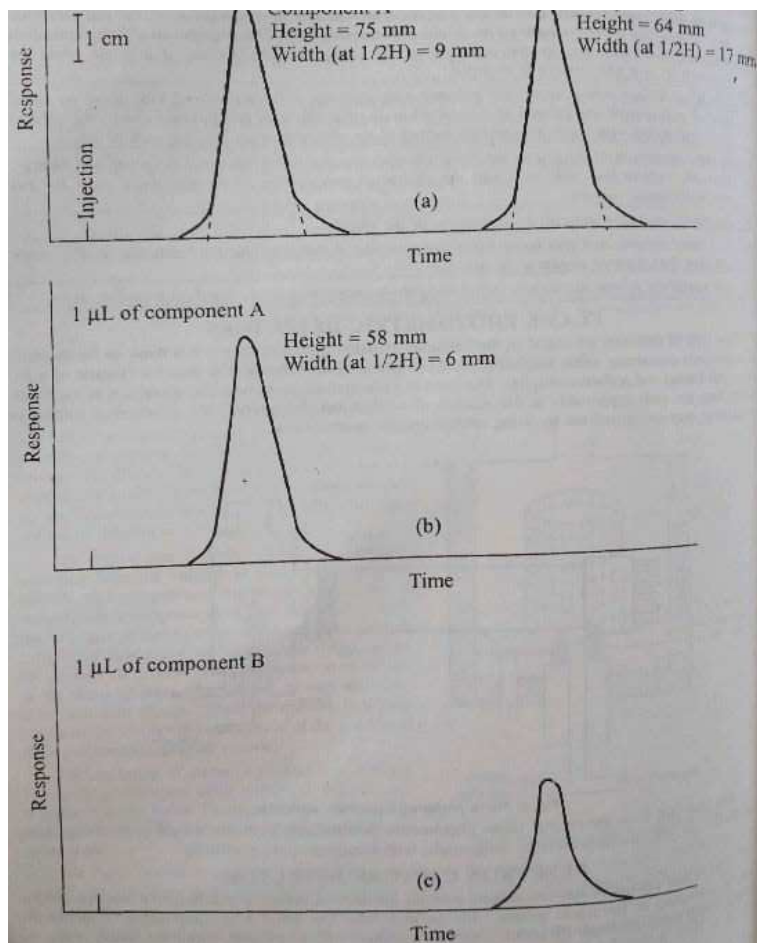 Component A
Height = 75 mm
Width (at 1/2H) = 9 mm
Height = 64 mm
Width (at 1/2H) = 17 mm
1 cm
Response
Injection
(a)
Time
1 μL of component A
Height = 58 mm
Width (at 1/2H) = 6 mm
Response
(b)
Time
1 μL of component B
Response
(c)
Time